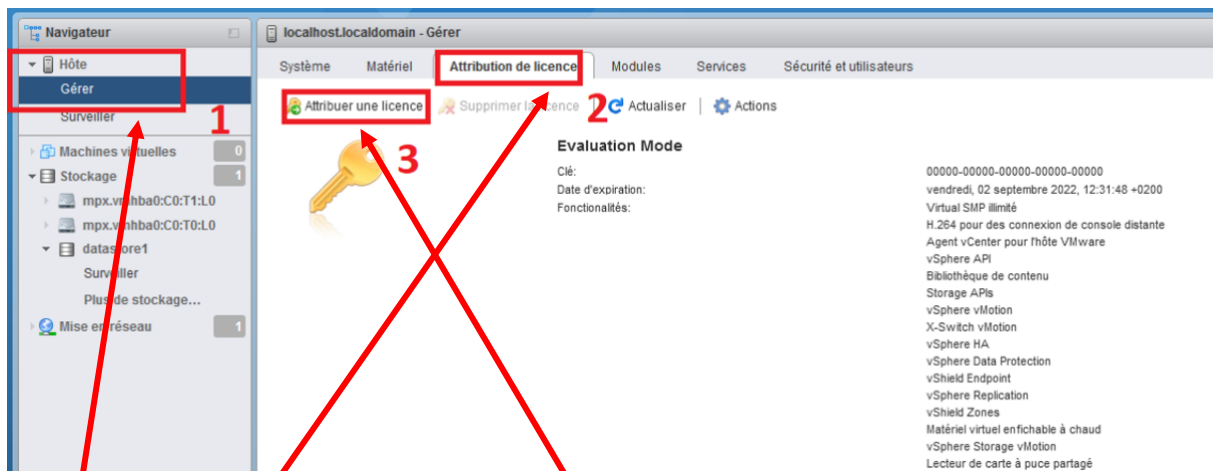 Navigateur
Hôte
Gérer
Surveiller
1
Machines virtuelles 0
Stockage 1
mpx.vmhba0:C0:T1:L0
mpx.vmhba0:C0:T0:L0
datastore1
Surveiller
Plus de stockage...
Mise en réseau 1
localhost.localdomain - Gérer
Système Matériel Attribution de licence Modules Services Sécurité et utilisateurs
Attribuer une licence Supprimer la licence Actualiser Actions
2
3
Evaluation Mode
Clé: 00000-00000-00000-00000-00000
Date d'expiration: vendredi, 02 septembre 2022, 12:31:48 +0200
Fonctionalités: Virtual SMP illimité
H.264 pour des connexion de console distante
Agent vCenter pour l'hôte VMware
vSphere API
Bibliothèque de contenu
Storage APIs
vSphere vMotion
X-Switch vMotion
vSphere HA
vSphere Data Protection
vShield Endpoint
vSphere Replication
vShield Zones
Matériel virtuel enfichable à chaud
vSphere Storage vMotion
Lecteur de carte à puce partagé